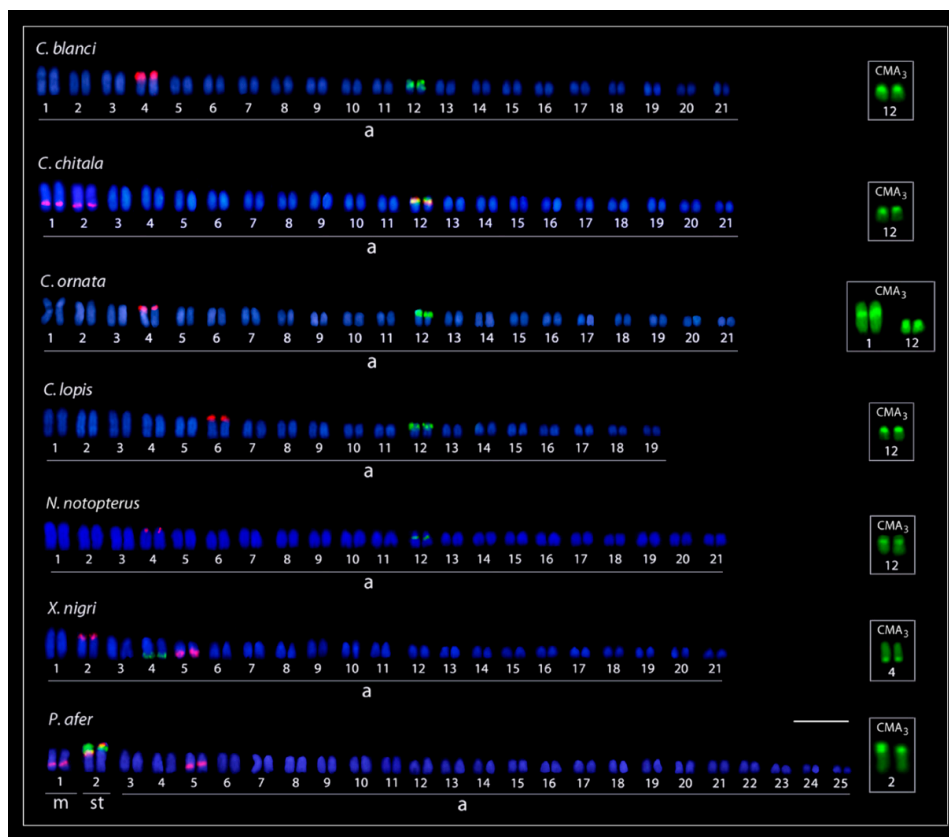 C. blanci
CMA3
1 2 3 4 5 6 7 8 9 10 11 12 13 14 15 16 17 18 19 20 21
12
a
C. chitala
CMA3
1 2 3 4 5 6 7 8 9 10 11 12 13 14 15 16 17 18 19 20 21
12
a
C. ornata
CMA3
1 2 3 4 5 6 7 8 9 10 11 12 13 14 15 16 17 18 19 20 21
1 12
a
C. lopis
CMA3
1 2 3 4 5 6 7 8 9 10 11 12 13 14 15 16 17 18 19
12
a
N. notopterus
CMA3
1 2 3 4 5 6 7 8 9 10 11 12 13 14 15 16 17 18 19 20 21
12
a
X. nigri
CMA3
1 2 3 4 5 6 7 8 9 10 11 12 13 14 15 16 17 18 19 20 21
4
a
P. afer
CMA3
1 2 3 4 5 6 7 8 9 10 11 12 13 14 15 16 17 18 19 20 21 22 23 24 25
2
m st a